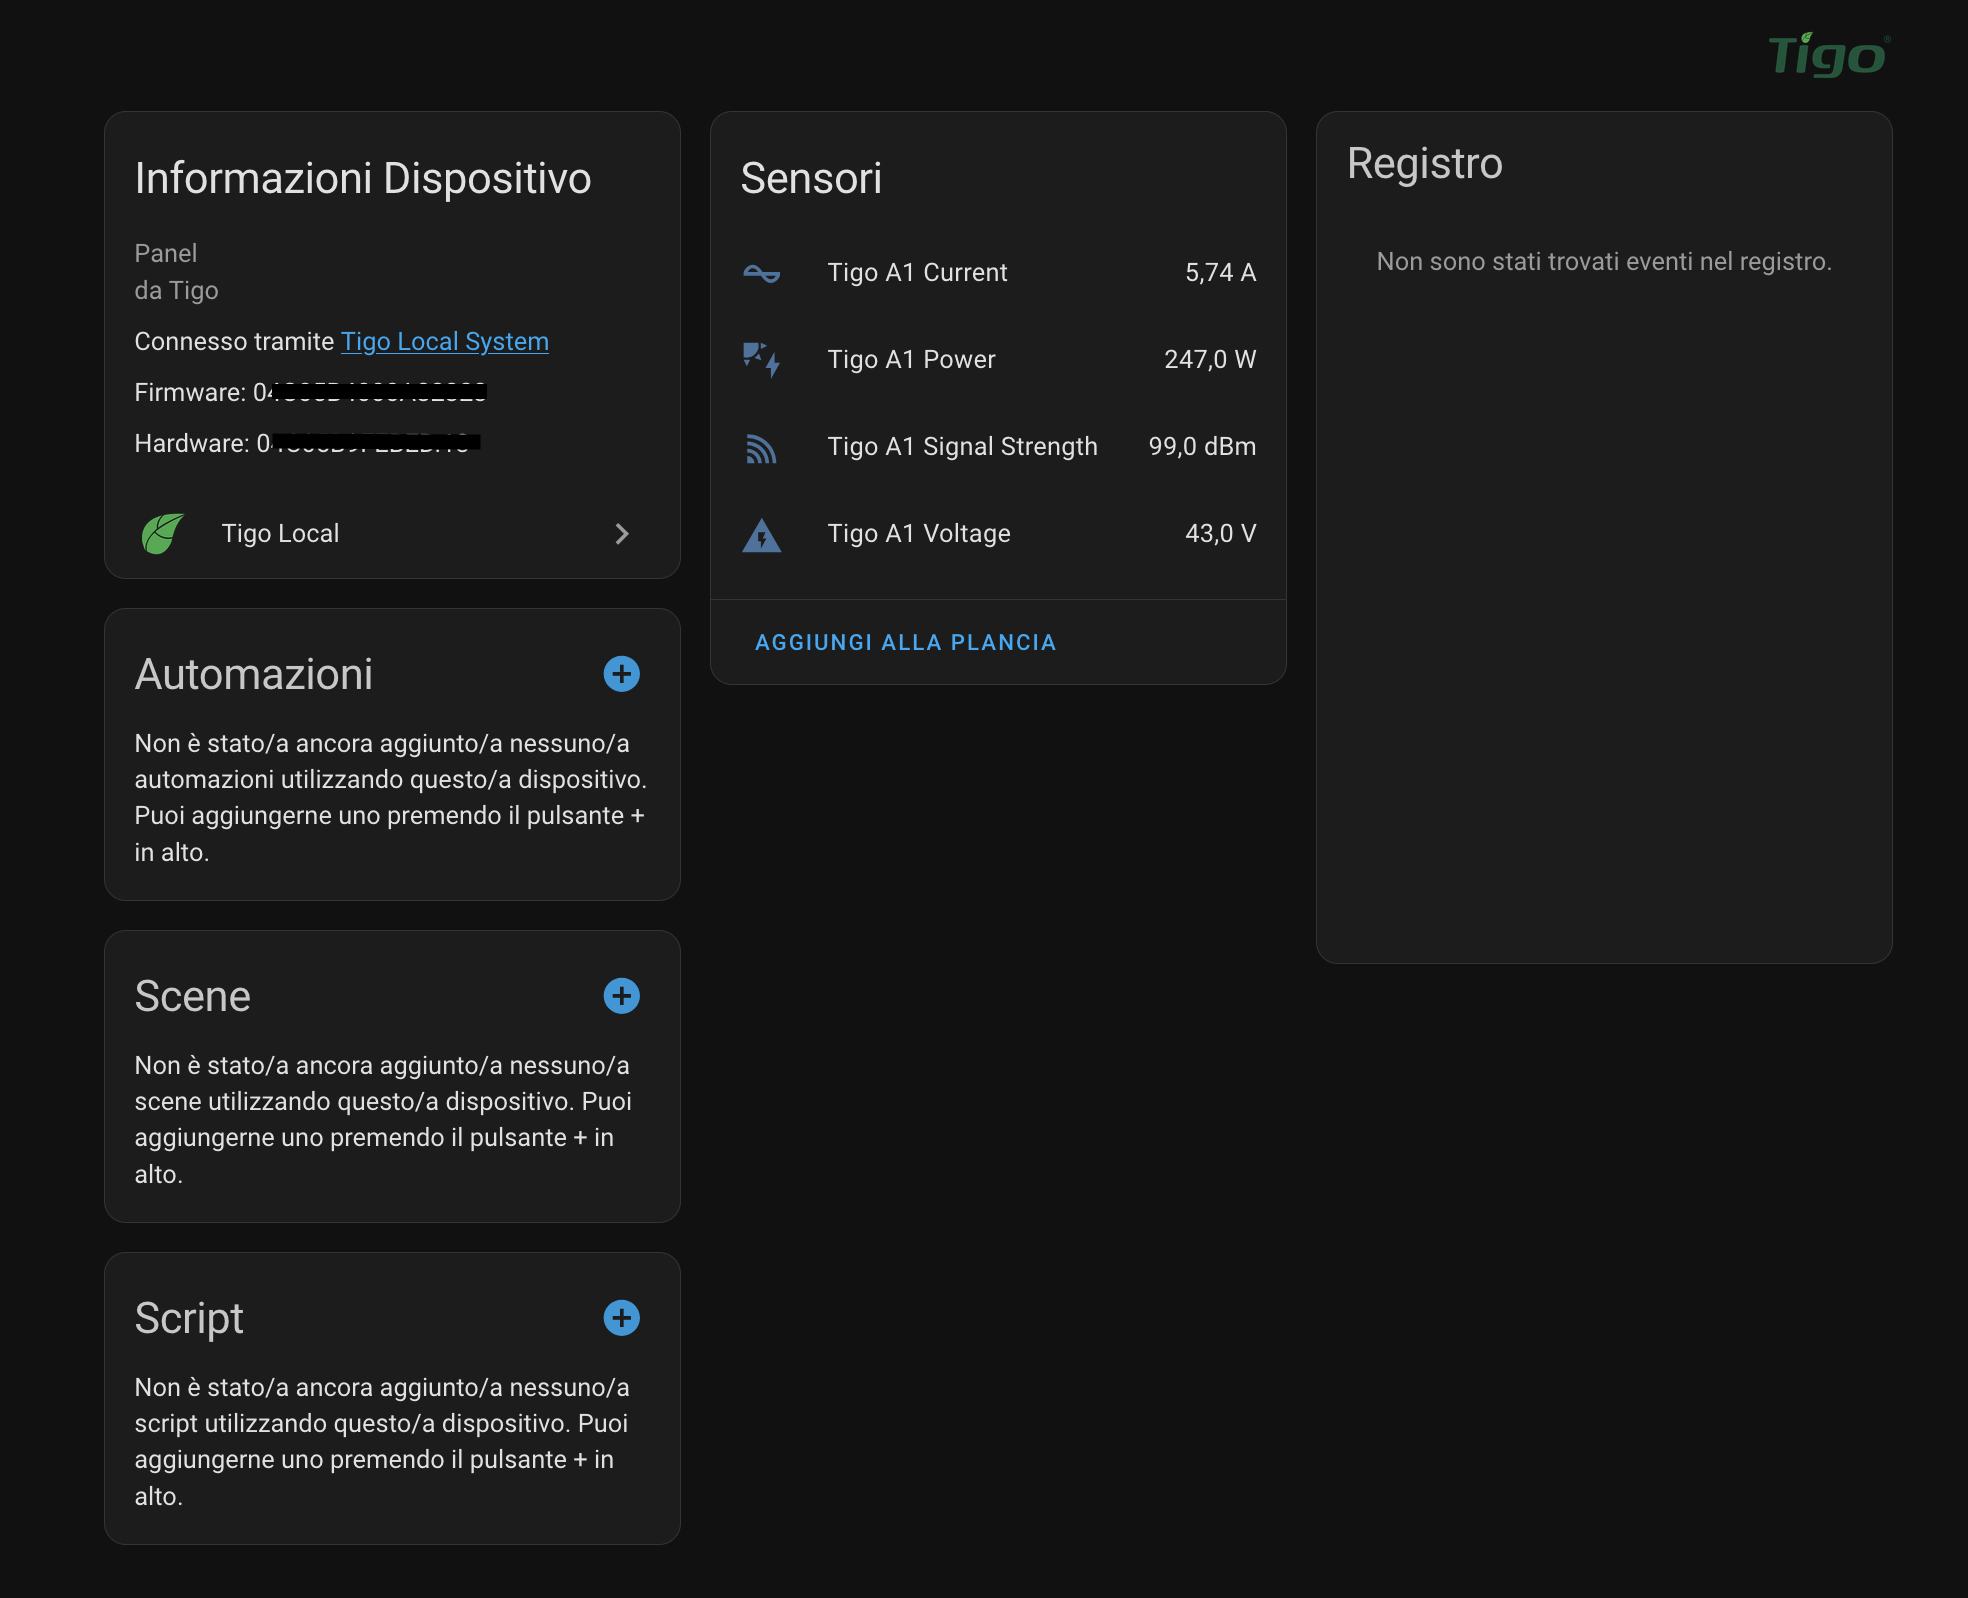 Tigo
Informazioni Dispositivo
Panel
da Tigo
Connesso tramite Tigo Local System
Firmware:
Hardware:
Tigo Local
Automazioni
Non è stato/a ancora aggiunto/a nessuno/a
automazioni utilizzando questo/a dispositivo.
Puoi aggiungerne uno premendo il pulsante +
in alto.
Scene
Non è stato/a ancora aggiunto/a nessuno/a
scene utilizzando questo/a dispositivo. Puoi
aggiungerne uno premendo il pulsante + in
alto.
Script
Non è stato/a ancora aggiunto/a nessuno/a
script utilizzando questo/a dispositivo. Puoi
aggiungerne uno premendo il pulsante + in
alto.
Sensori
Tigo A1 Current 5,74 A
Tigo A1 Power 247,0 W
Tigo A1 Signal Strength 99,0 dBm
Tigo A1 Voltage 43,0 V
AGGIUNGI ALLA PLANCIA
Registro
Non sono stati trovati eventi nel registro.